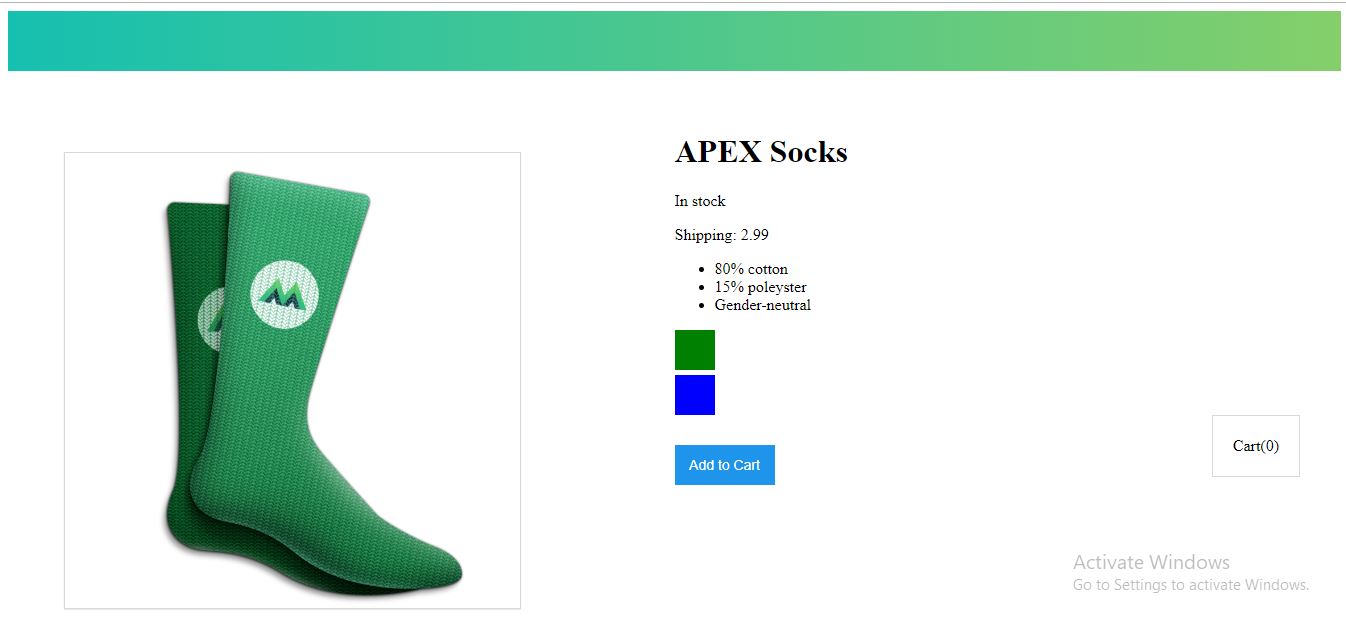 APEX Socks
In stock
Shipping: 2.99
80% cotton
15% poleyster
Gender-neutral
Add to Cart
Cart(0)
Activate Windows
Go to Settings to activate Windows.